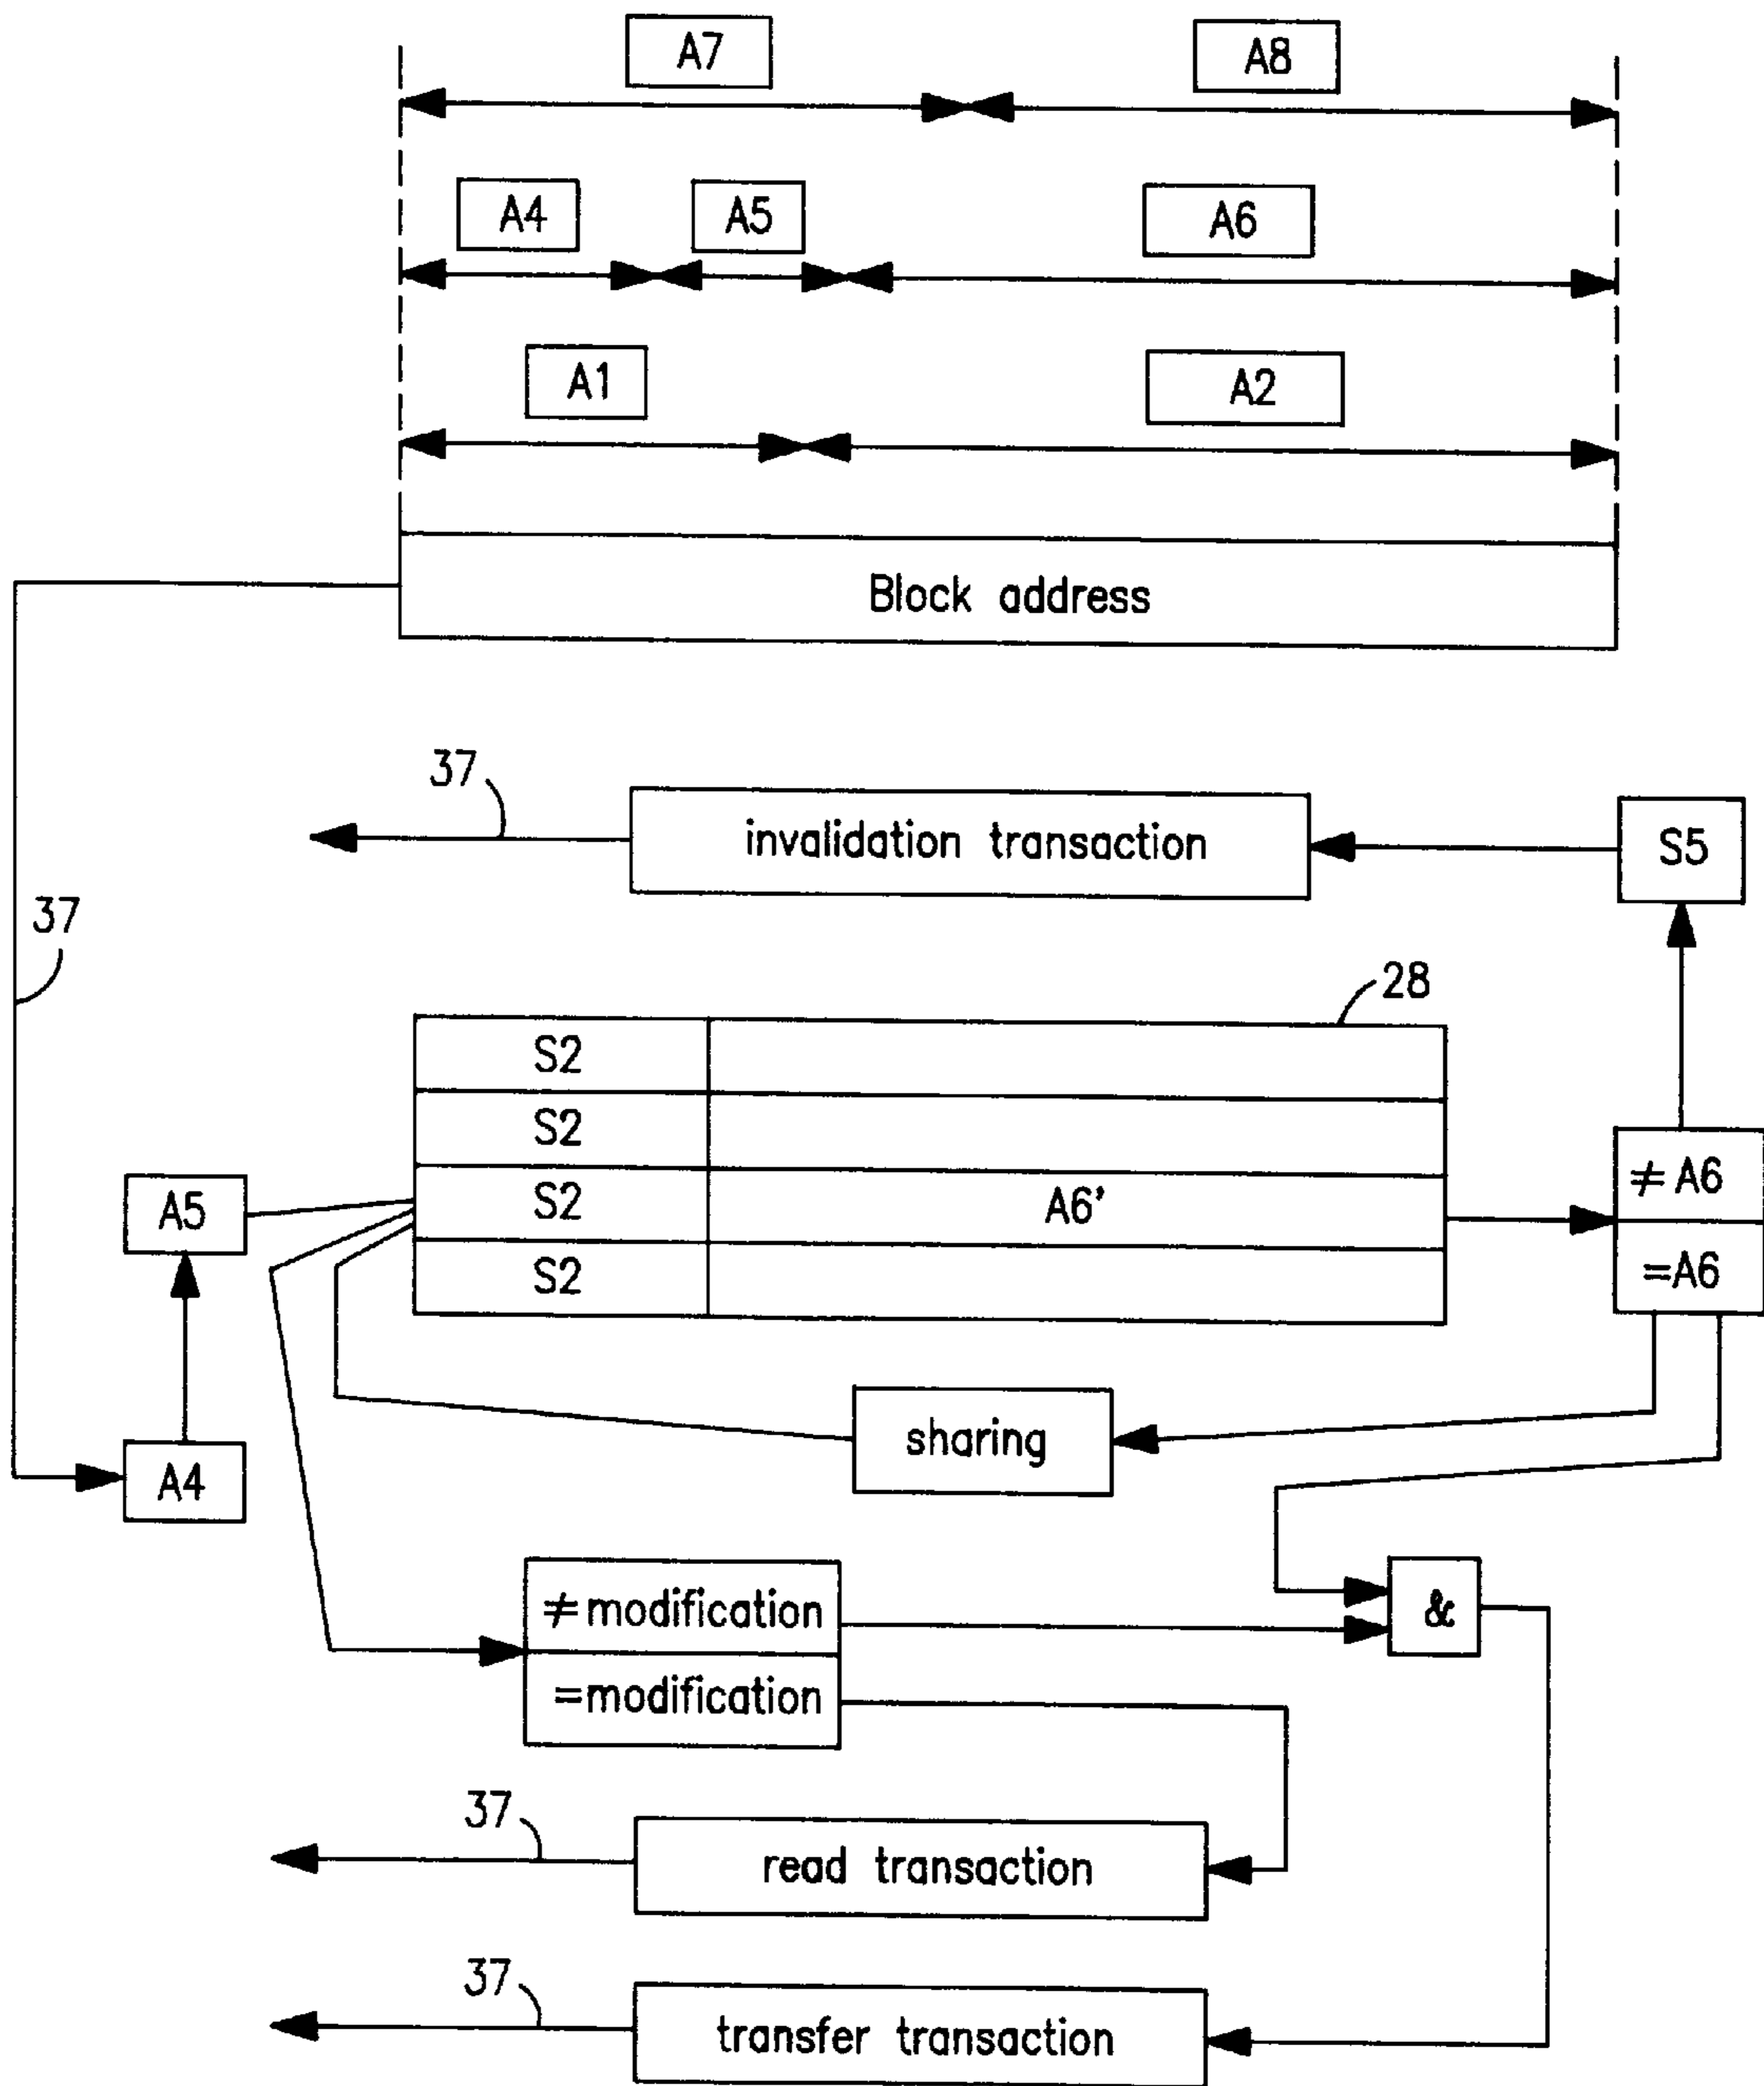 A7 A8
A4 A5 A6
A1 A2
Block address
37
invalidation transaction S5
37
28
S2
S2
≠A6
A5 S2 A6'
S2 =A6
sharing
A4
≠modification &
=modification
37
read transaction
37
transfer transaction